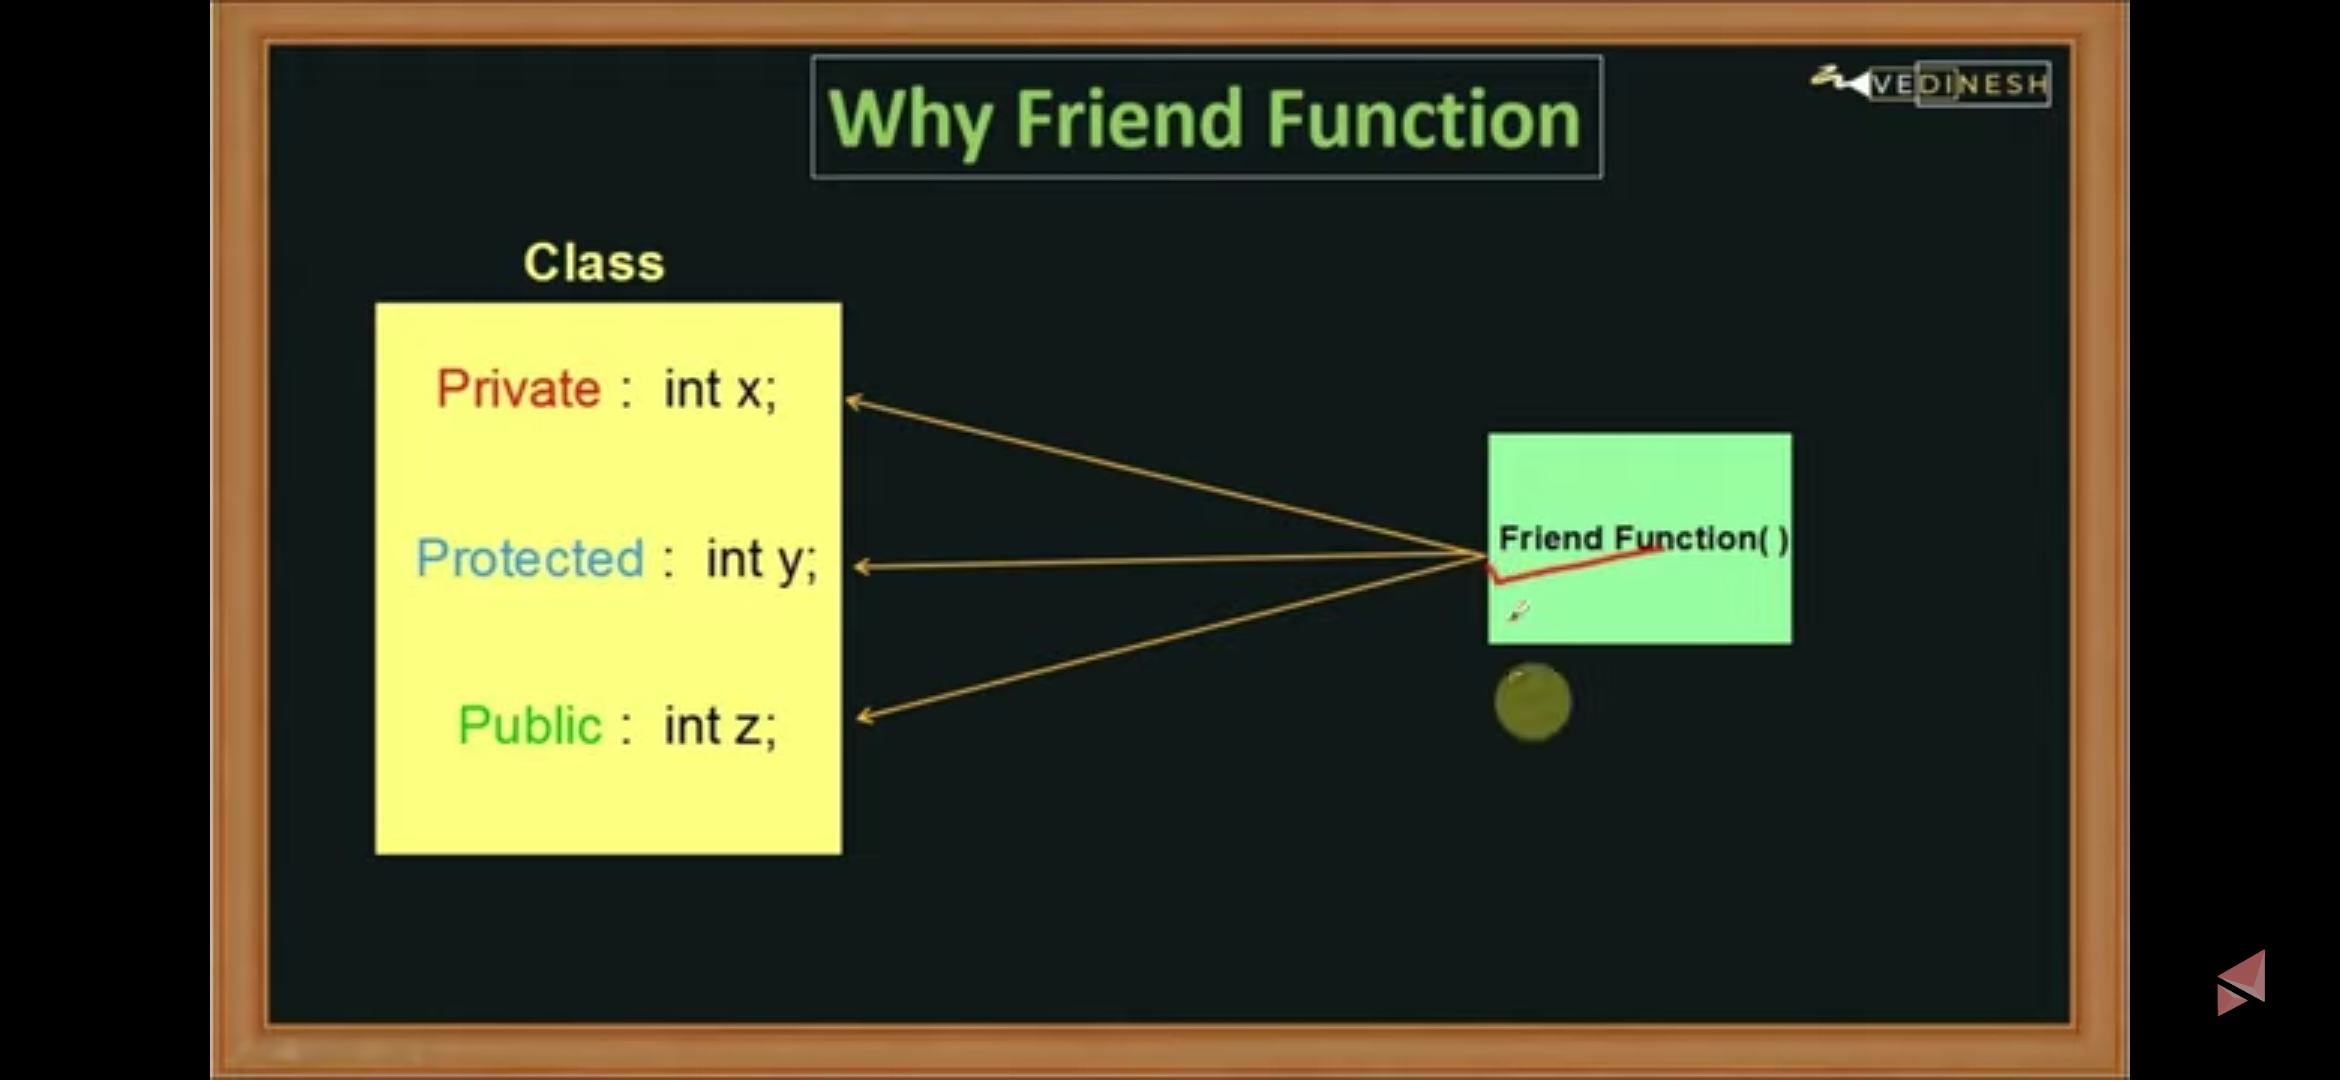 Why Friend Function
VEDINESH
Class
Private : int x;
Protected : int y;
Public : int z;
Friend Function( )